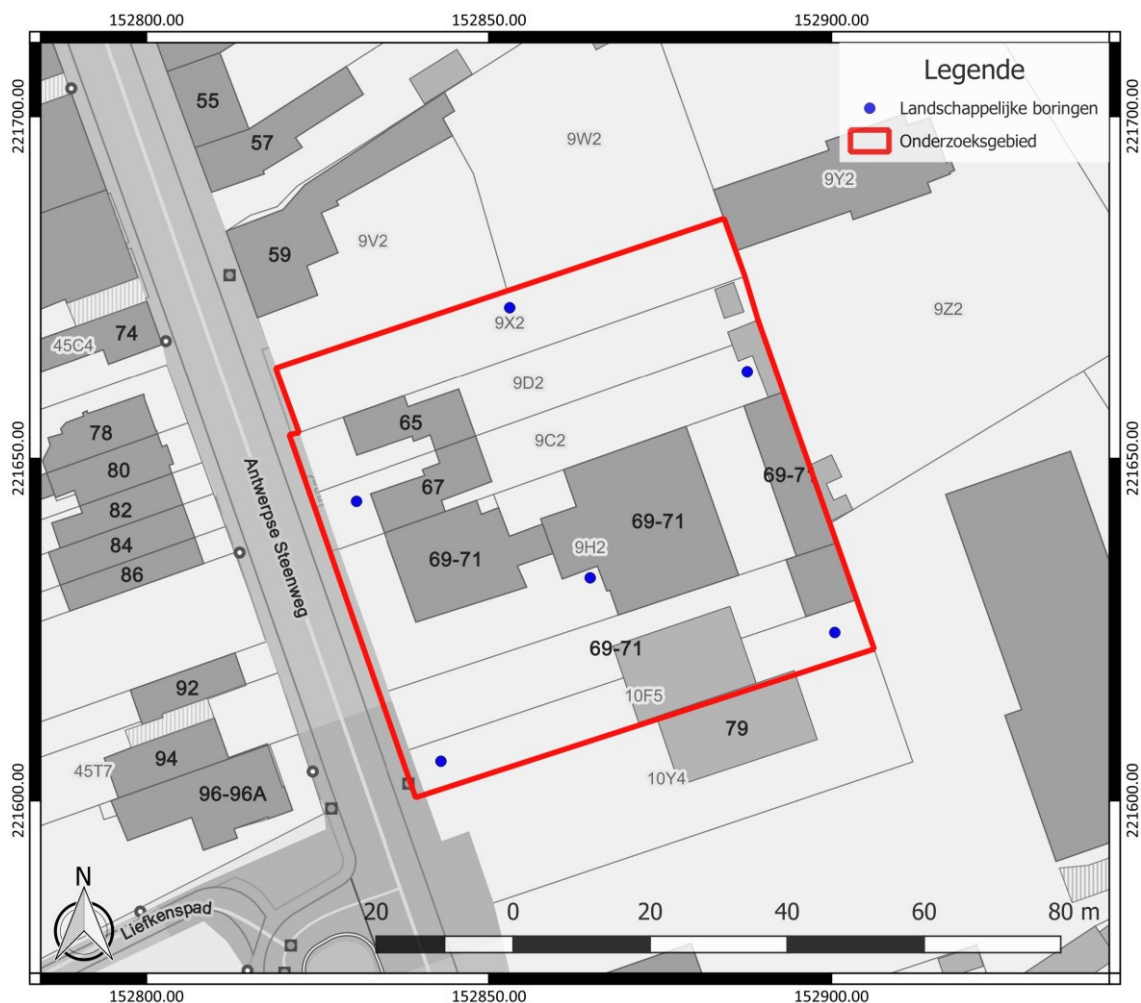 152800.00 152850.00 152900.00
Legende
Landschappelijke boringen
Onderzoeksgebied
221700.00 221700.00
55
57
9W2
9Y2
9V2
59
9Z2
74
45C4
9X2
9D2
65
78
9C2
80
67
69-71
82
84
86
69-71
69-71
9H2
221650.00 221650.00
Antwerpse Steenweg
69-71
92
10F5
79
94
45T7
10Y4
96-96A
221600.00 221600.00
N
Liefkenspad
20 0 20 40 60 80 m
152800.00 152850.00 152900.00